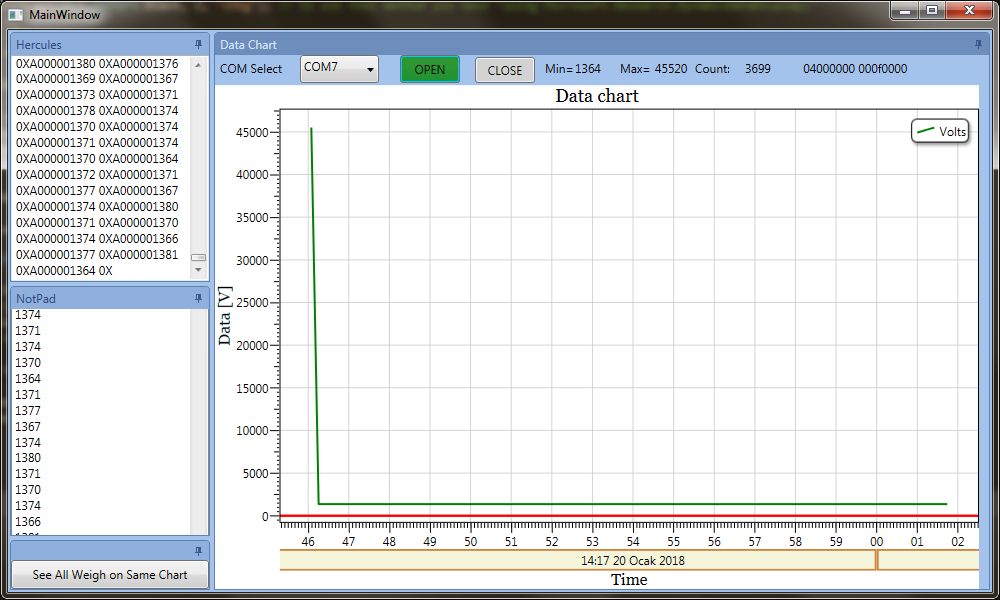 MainWindow
Hercules
0XA000001380 0XA000001376
0XA000001369 0XA000001367
0XA000001373 0XA000001371
0XA000001378 0XA000001374
0XA000001370 0XA000001374
0XA000001371 0XA000001374
0XA000001370 0XA000001364
0XA000001372 0XA000001371
0XA000001377 0XA000001367
0XA000001374 0XA000001380
0XA000001371 0XA000001370
0XA000001374 0XA000001366
0XA000001377 0XA000001381
0XA000001364 0X
NotPad
1374
1371
1374
1370
1364
1371
1377
1367
1374
1380
1371
1370
1374
1366
See All Weigh on Same Chart
Data Chart
COM Select COM7 OPEN CLOSE Min= 1364 Max= 45520 Count: 3699 04000000 000f0000
Data chart
Volts
Data [V]
45000
40000
35000
30000
25000
20000
15000
10000
5000
0
46 47 48 49 50 51 52 53 54 55 56 57 58 59 00 01 02
14:17 20 Ocak 2018
Time